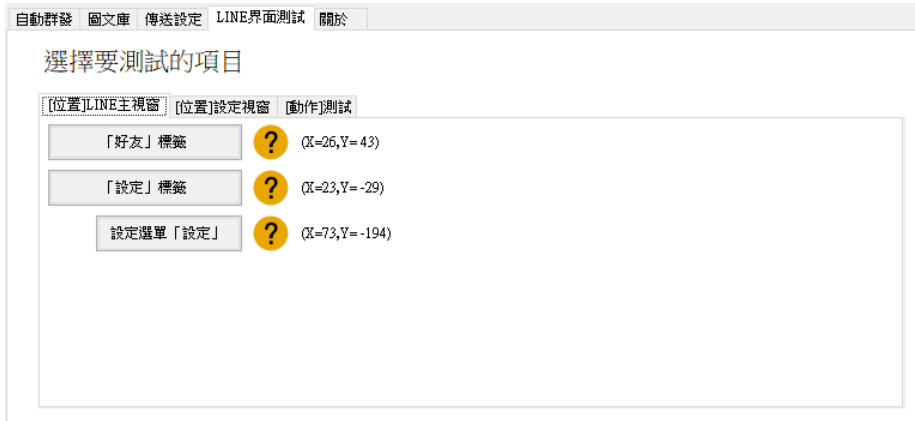 自動群發 圖文庫 傳送設定 LINE界面測試 關於
選擇要測試的項目
[位置]LINE主視窗 [位置]設定視窗 [動作]測試
「好友」標籤 ? (X=26,Y= 43)
「設定」標籤 ? (X=23,Y= -29)
設定選單「設定」 ? (X=73,Y= -194)